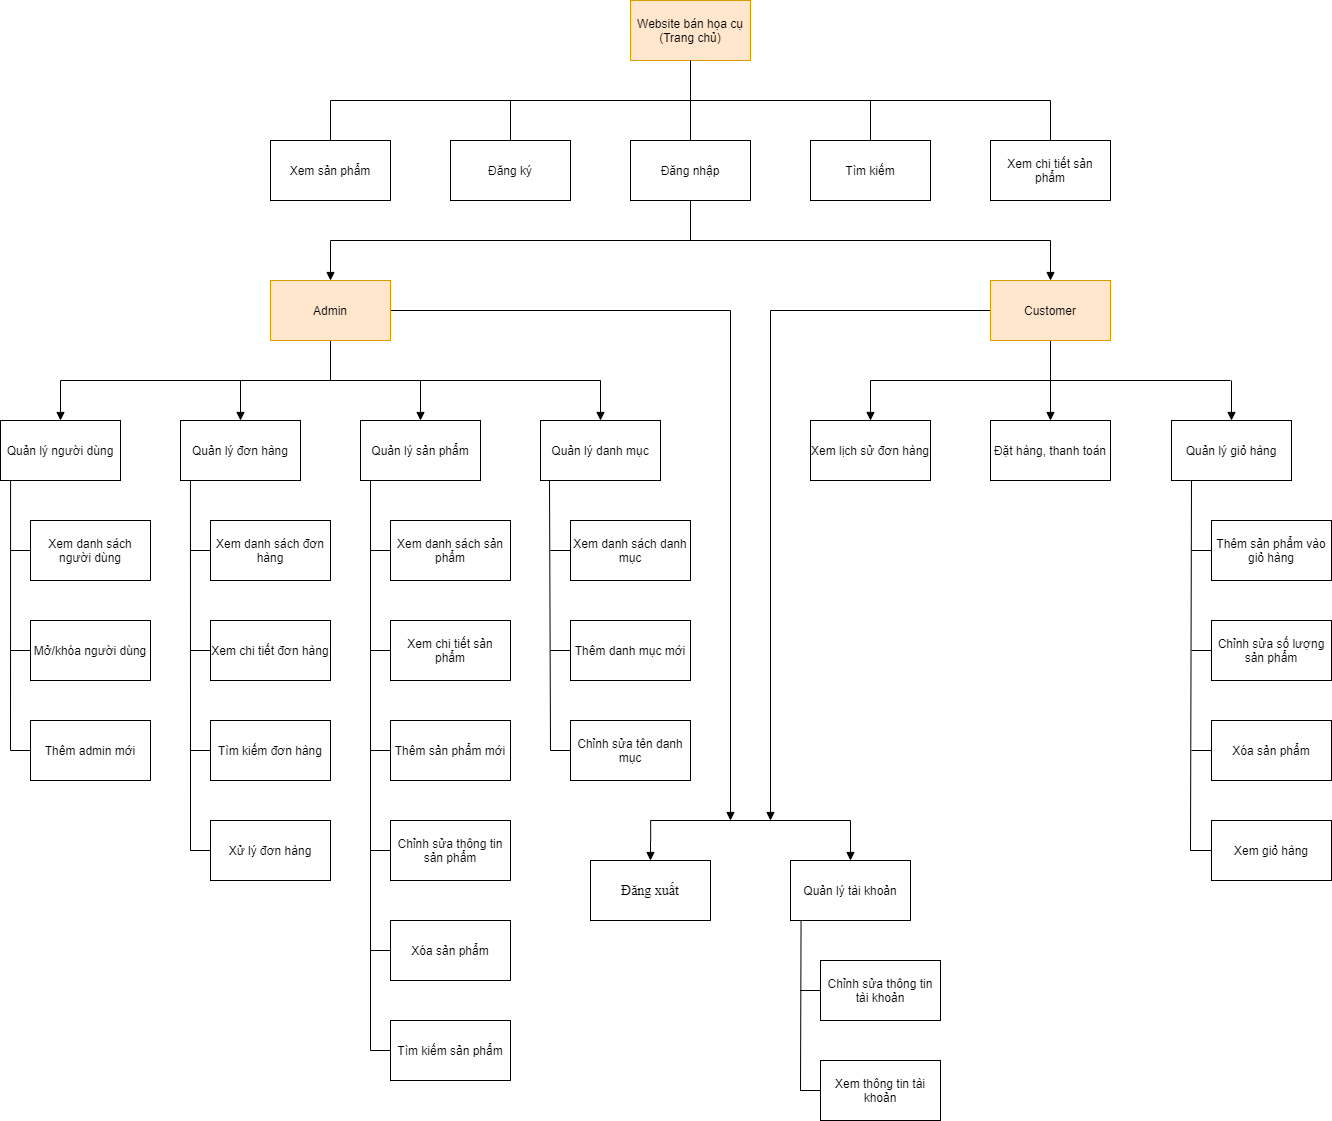 Website bán họa cụ
(Trang chủ)
Xem sản phẩm
Đăng ký
Đăng nhập
Tìm kiếm
Xem chi tiết sản
phẩm
Admin
Customer
Quản lý người dùng
Quản lý đơn hàng
Quản lý sản phẩm
Quản lý danh mục
Xem lịch sử đơn hàng
Đặt hàng, thanh toán
Quản lý giỏ hàng
Xem danh sách
người dùng
Xem danh sách đơn
hàng
Xem danh sách sản
phẩm
Xem danh sách danh
mục
Thêm sản phẩm vào
giỏ hàng
Mở/khóa người dùng
Xem chi tiết đơn hàng
Xem chi tiết sản
phẩm
Thêm danh mục mới
Chỉnh sửa số lượng
sản phẩm
Thêm admin mới
Tìm kiếm đơn hàng
Thêm sản phẩm mới
Chỉnh sửa tên danh
mục
Xóa sản phẩm
Xử lý đơn hàng
Chỉnh sửa thông tin
sản phẩm
Xem giỏ hàng
Đăng xuất
Quản lý tài khoản
Xóa sản phẩm
Chỉnh sửa thông tin
tài khoản
Tìm kiếm sản phẩm
Xem thông tin tài
khoản